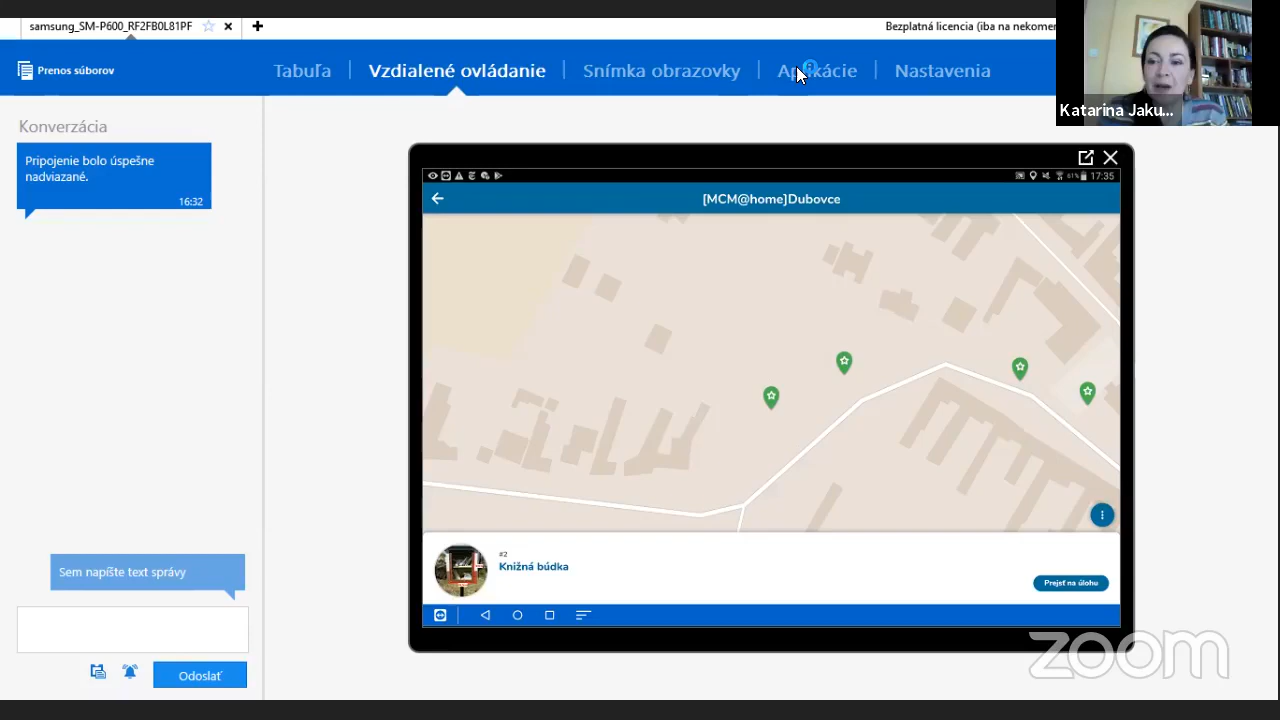 samsung_SM-P600_RF2FB0L81PF
Bezplatná licencia (iba na nekomer
Prenos súborov
Tabuľa
Vzdialené ovládanie
Snímka obrazovky
Aplikácie
Nastavenia
Katarina Jaku...
Konverzácia
Pripojenie bolo úspešne
nadviazané.
16:32
61%
17:35
[MCM@home]Dubovce
#2
Knižná búdka
Prejsť na úlohu
Sem napíšte text správy
Odoslať
zoom